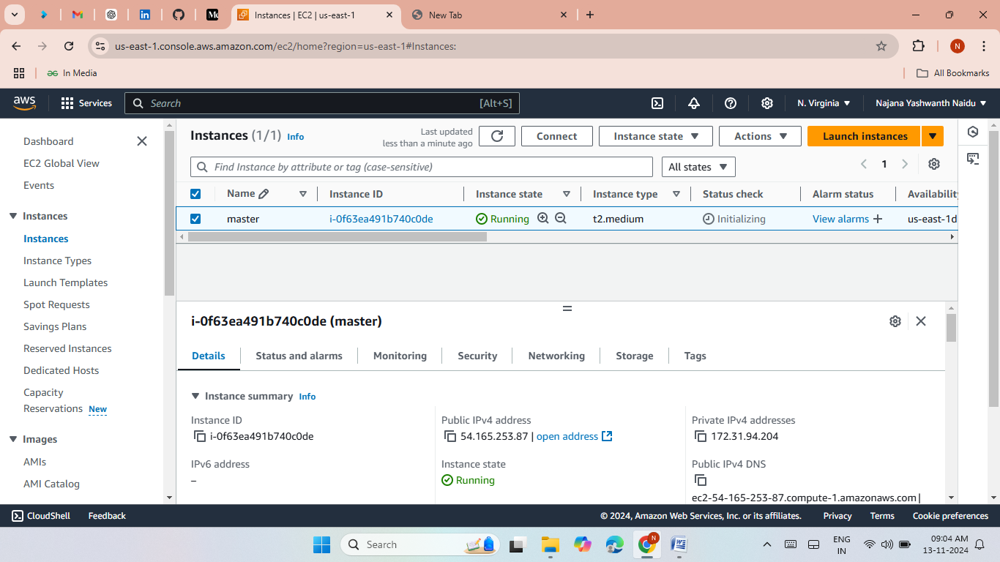 Instances | EC2 | us-east-1
New Tab
us-east-1.console.aws.amazon.com/ec2/home?region=us-east-1#Instances:
N
In Media
All Bookmarks
aws
Services
Search
[Alt+S]
N. Virginia
Najana Yashwanth Naidu
Dashboard
EC2 Global View
Events
Instances
Instances
Instance Types
Launch Templates
Spot Requests
Savings Plans
Reserved Instances
Dedicated Hosts
Capacity
Reservations New
Images
AMIs
AMI Catalog
Instances (1/1) Info
Last updated
less than a minute ago
Connect
Instance state
Actions
Launch instances
Find Instance by attribute or tag (case-sensitive)
All states
1
Name Instance ID Instance state Instance type Status check Alarm status Availability
master i-0f63ea491b740c0de Running t2.medium Initializing View alarms + us-east-1d
i-0f63ea491b740c0de (master)
Details Status and alarms Monitoring Security Networking Storage Tags
Instance summary Info
Instance ID
i-0f63ea491b740c0de
Public IPv4 address
54.165.253.87 | open address
Private IPv4 addresses
172.31.94.204
IPv6 address
–
Instance state
Running
Public IPv4 DNS
ec2-54-165-253-87.compute-1.amazonaws.com |
CloudShell Feedback
© 2024, Amazon Web Services, Inc. or its affiliates. Privacy Terms Cookie preferences
Search
N
ENG
IN
09:04 AM
13-11-2024